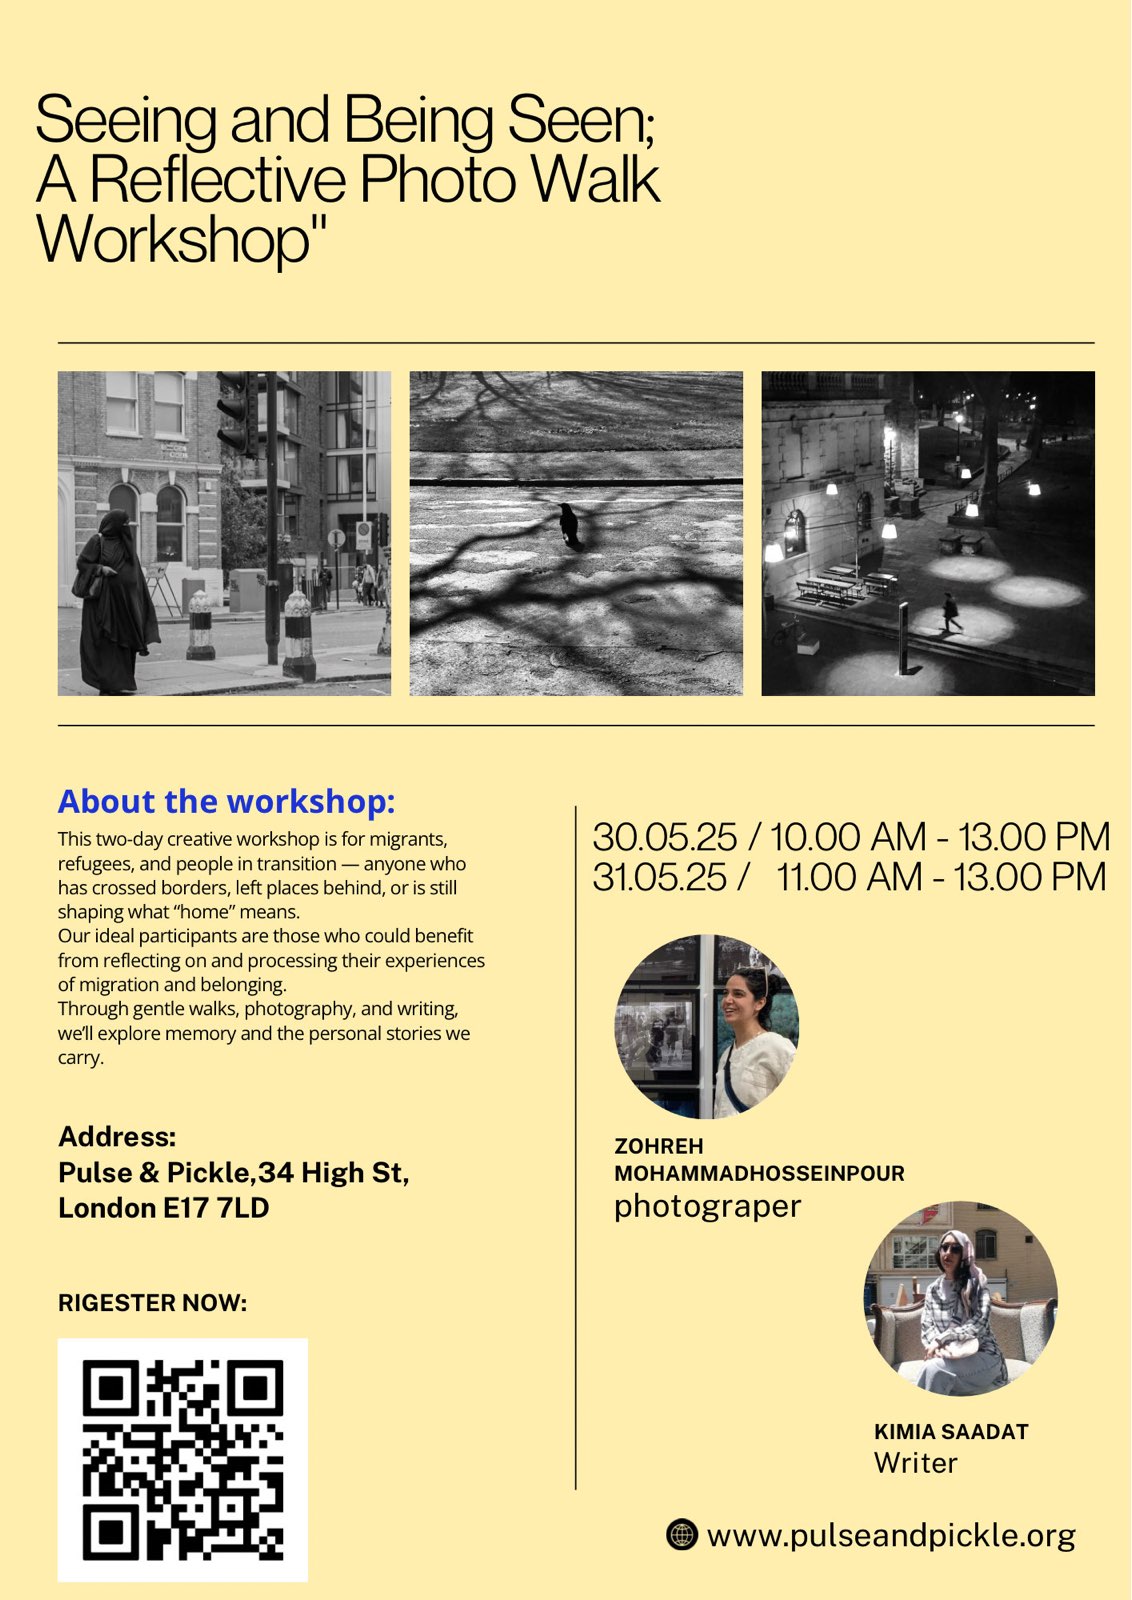 Seeing and Being Seen;
A Reflective Photo Walk
Workshop"
About the workshop:
This two-day creative workshop is for migrants,
refugees, and people in transition — anyone who
has crossed borders, left places behind, or is still
shaping what “home” means.
Our ideal participants are those who could benefit
from reflecting on and processing their experiences
of migration and belonging.
Through gentle walks, photography, and writing,
we’ll explore memory and the personal stories we
carry.
Address:
Pulse & Pickle,34 High St,
London E17 7LD
RIGESTER NOW:
30.05.25 / 10.00 AM - 13.00 PM
31.05.25 / 11.00 AM - 13.00 PM
ZOHREH
MOHAMMADHOSSEINPOUR
photograper
KIMIA SAADAT
Writer
www.pulseandpickle.org